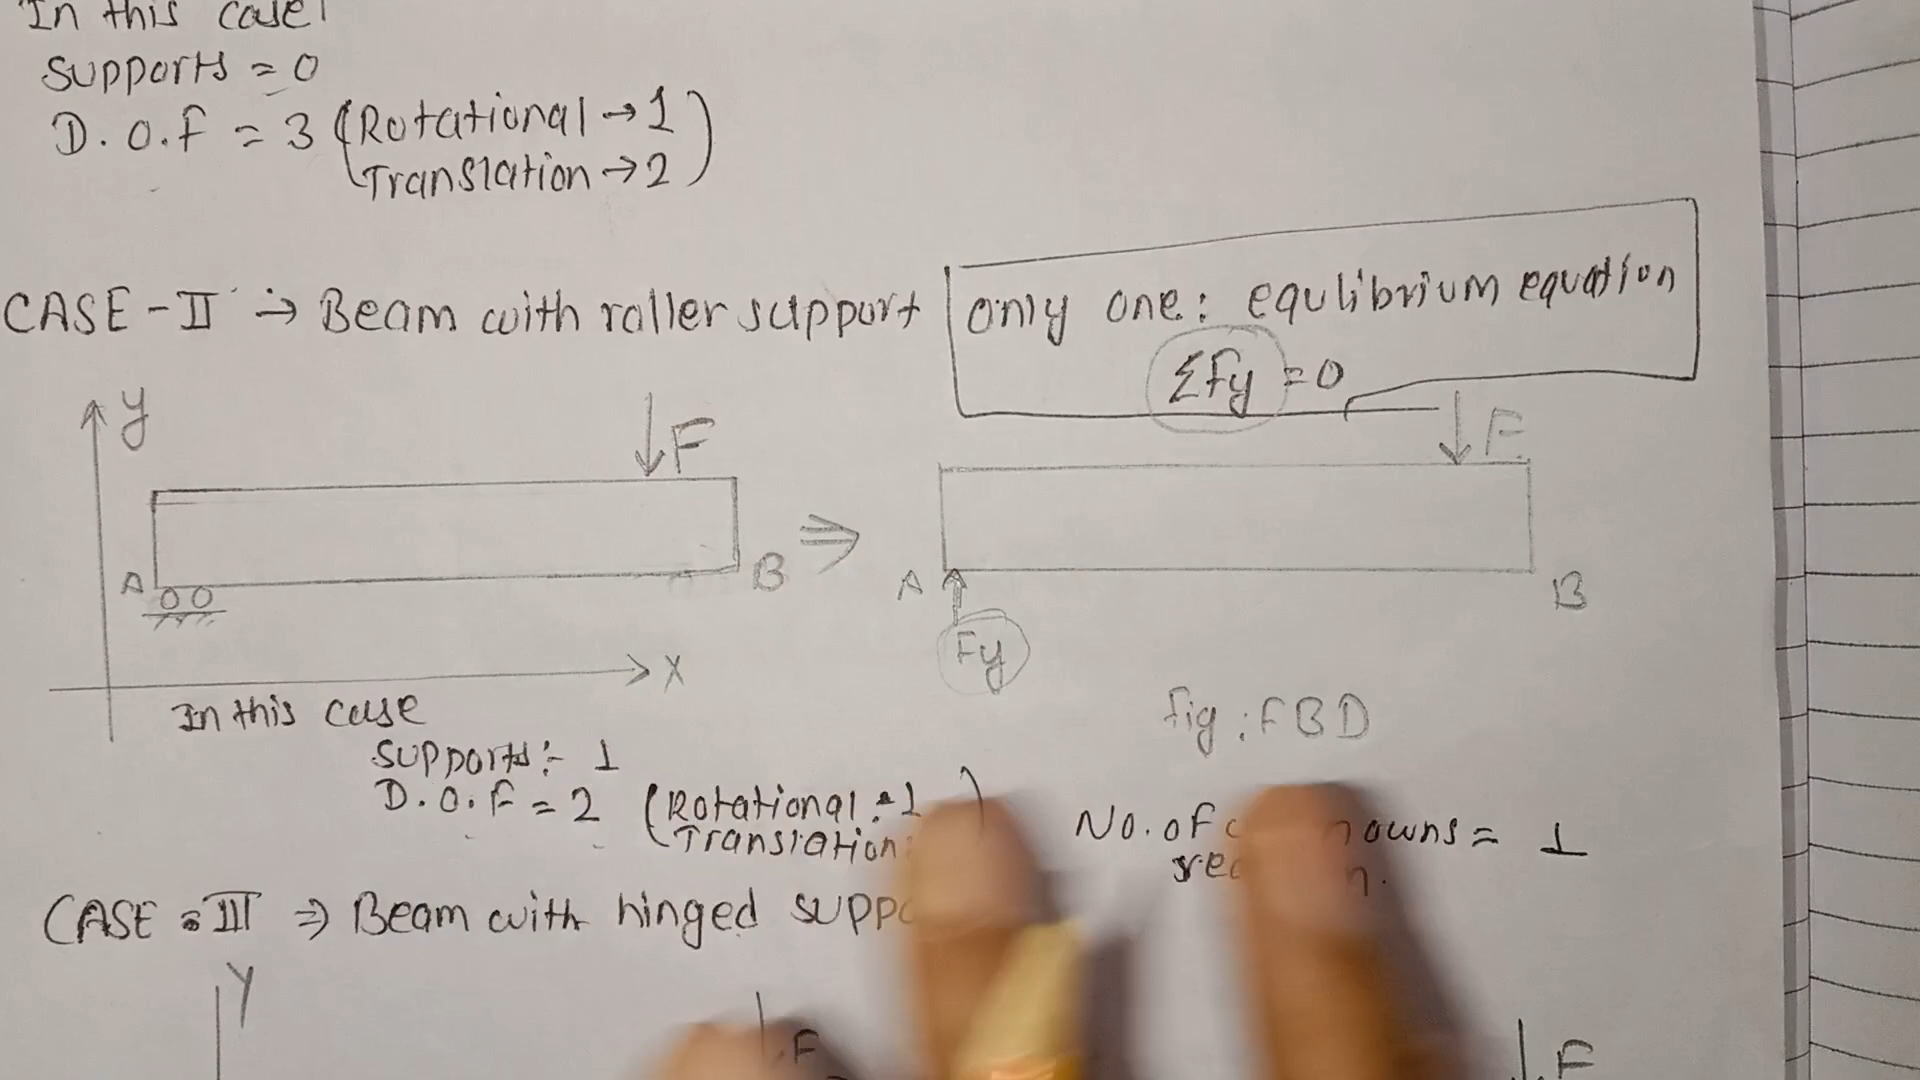 In this case
Supports = 0
D.O.F = 3 (Rotational → 1
Translation → 2)
CASE - II → Beam with roller support
only one: equlibrium equation
Σfy = 0
y
F
F
A
B
A
B
Fy
X
In this case
fig: FBD
supports:- 1
D.O.F = 2 (Rotational : 1
Translation:
No. of = 1
CASE : III ⇒ Beam with hinged
Y
F
F